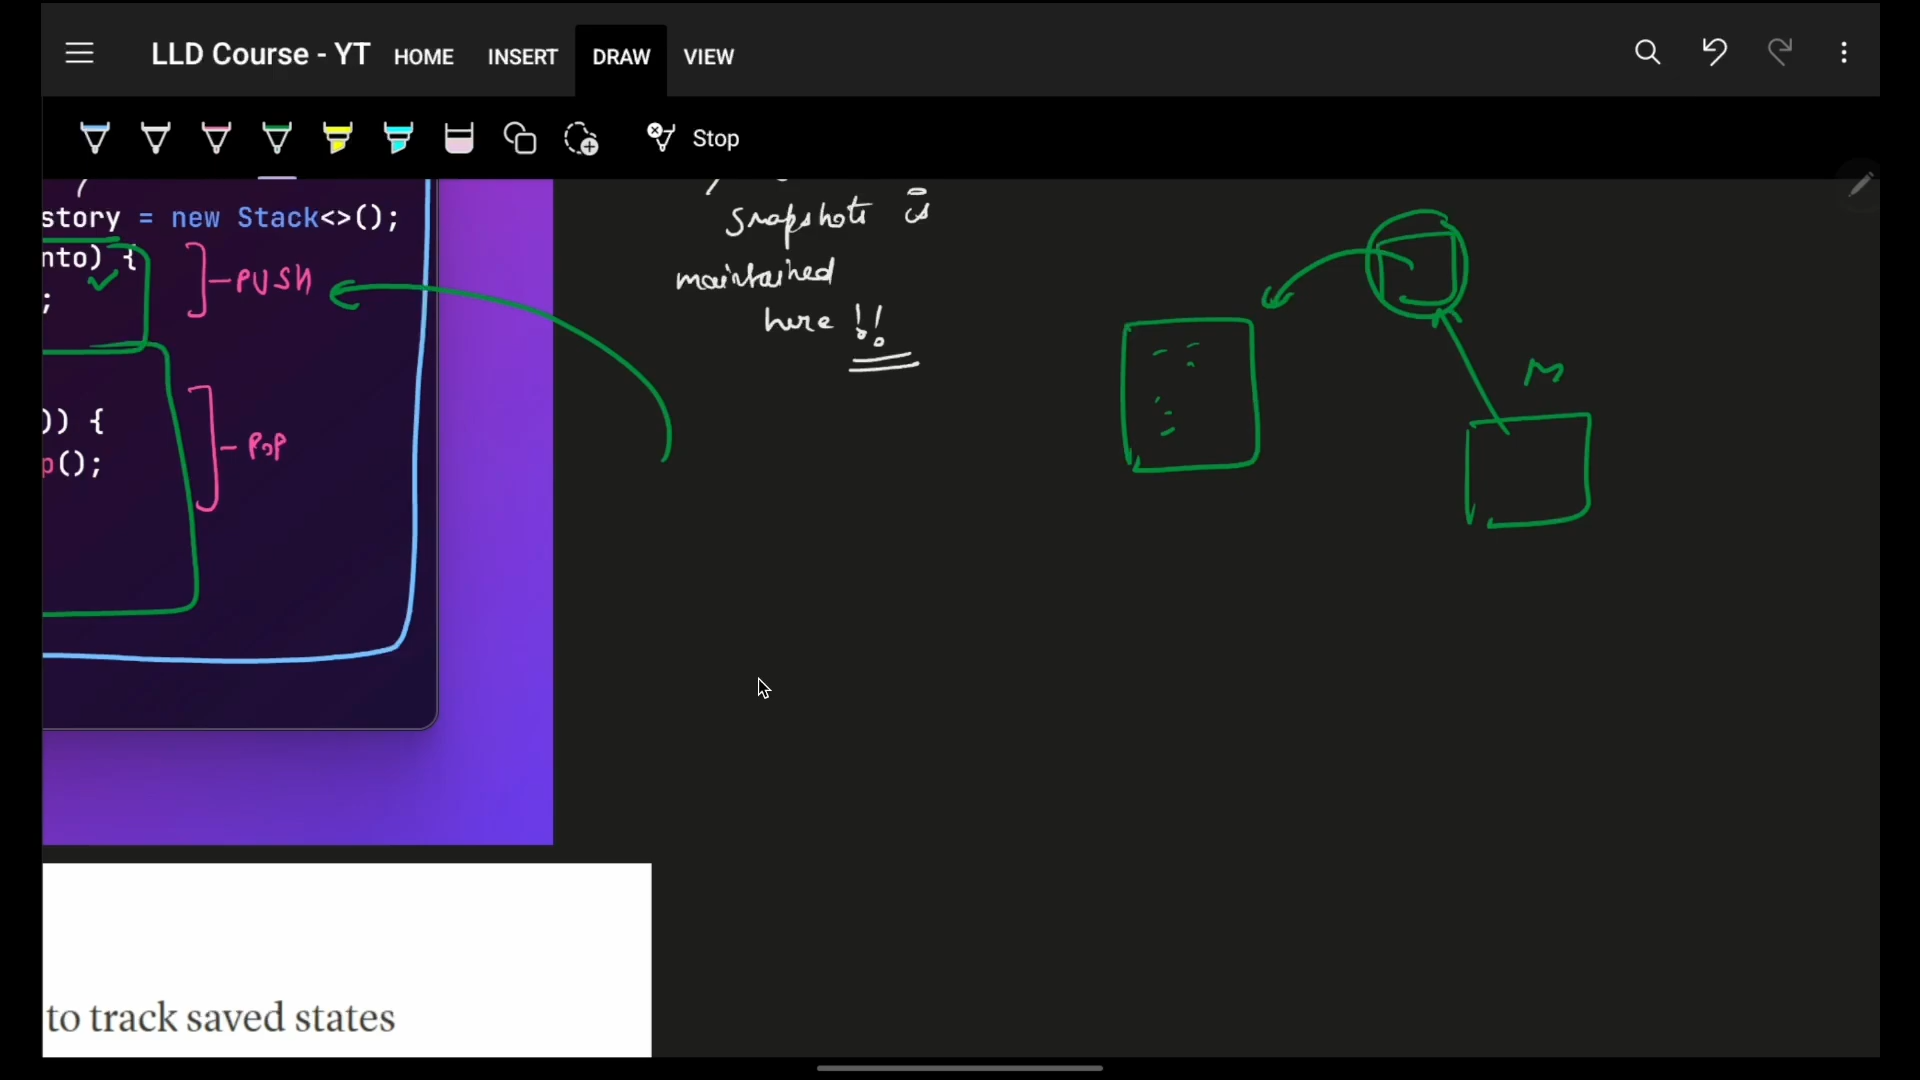 LLD Course - YT HOME INSERT DRAW VIEW
Stop
story = new Stack<>();
nto) {
;
PUSH
)) {
p();
POP
Snapshots is
maintained
here !!
M
to track saved states